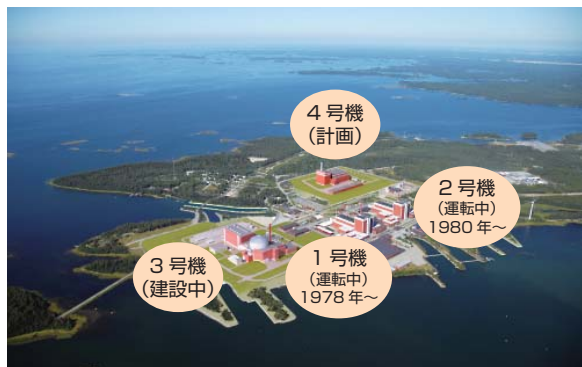 4号機
(計画)
2号機
(運転中)
1980年~
1号機
(運転中)
1978年~
3号機
(建設中)